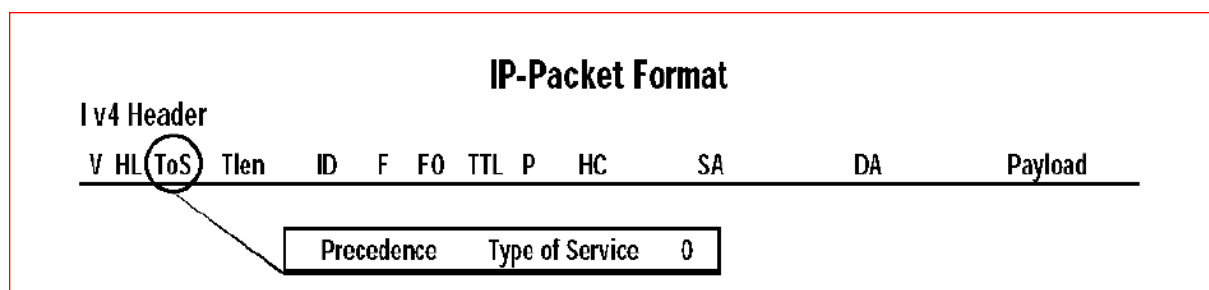 IP-Packet Format
I v4 Header
V HL ToS Tlen ID F FO TTL P HC SA DA Payload
Precedence Type of Service 0